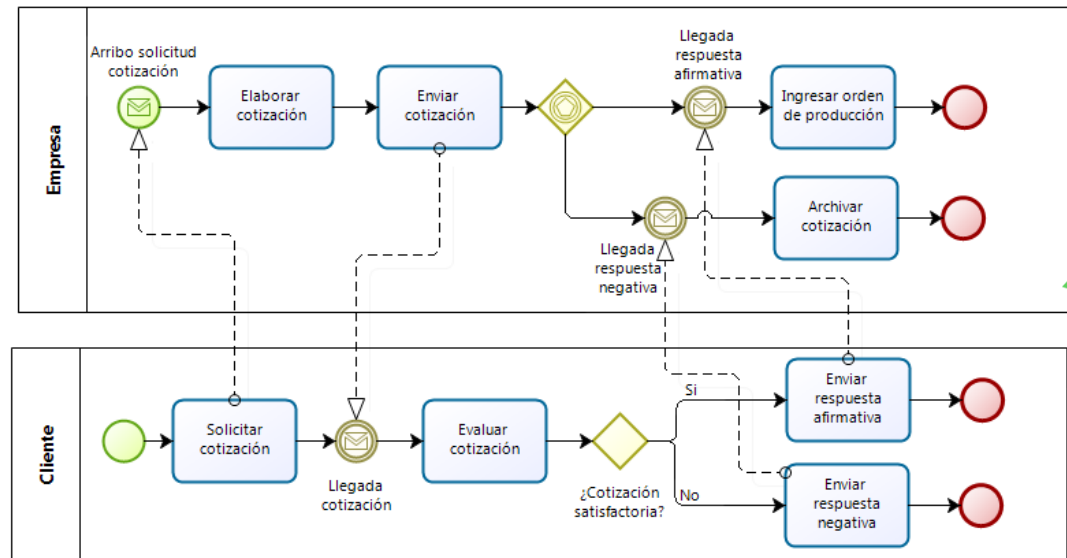 Empresa
Arribo solicitud
cotización
Elaborar
cotización
Enviar
cotización
Llegada
respuesta
afirmativa
Ingresar orden
de producción
Llegada
respuesta
negativa
Archivar
cotización
Cliente
Solicitar
cotización
Llegada
cotización
Evaluar
cotización
¿Cotización
satisfactoria?
Si
No
Enviar
respuesta
afirmativa
Enviar
respuesta
negativa